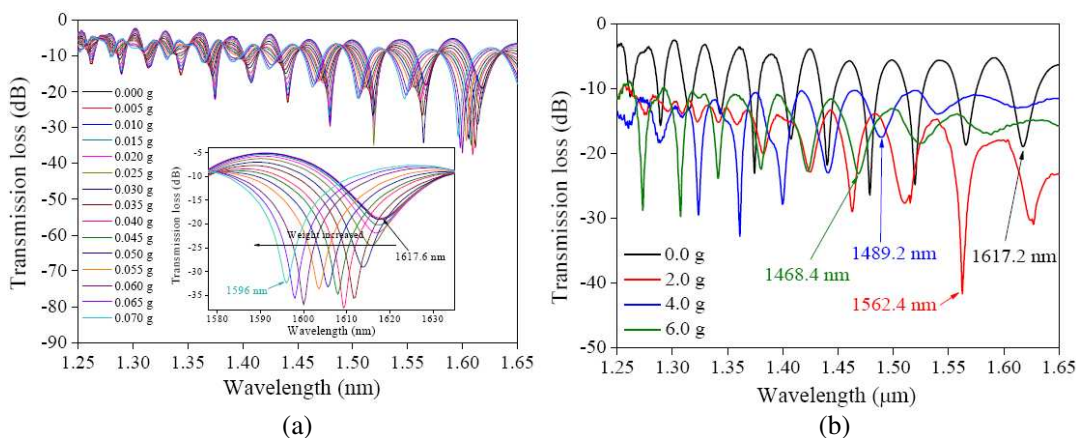 0
-10
-20
-30
-40
-50
-60
-70
-80
-90
Transmission loss (dB)
0.000 g
0.005 g
0.010 g
0.015 g
0.020 g
0.025 g
0.030 g
0.035 g
0.040 g
0.045 g
0.050 g
0.055 g
0.060 g
0.065 g
0.070 g
-5
-10
-15
-20
-25
-30
-35
Transmission loss (dB)
Weight increased
1617.6 nm
1596 nm
1580 1590 1600 1610 1620 1630
Wavelength (nm)
1.25 1.30 1.35 1.40 1.45 1.50 1.55 1.60 1.65
Wavelength (nm)
(a)
0
-10
-20
-30
-40
-50
Transmission loss (dB)
0.0 g
2.0 g
4.0 g
6.0 g
1489.2 nm
1617.2 nm
1468.4 nm
1562.4 nm
1.25 1.30 1.35 1.40 1.45 1.50 1.55 1.60 1.65
Wavelength (μm)
(b)